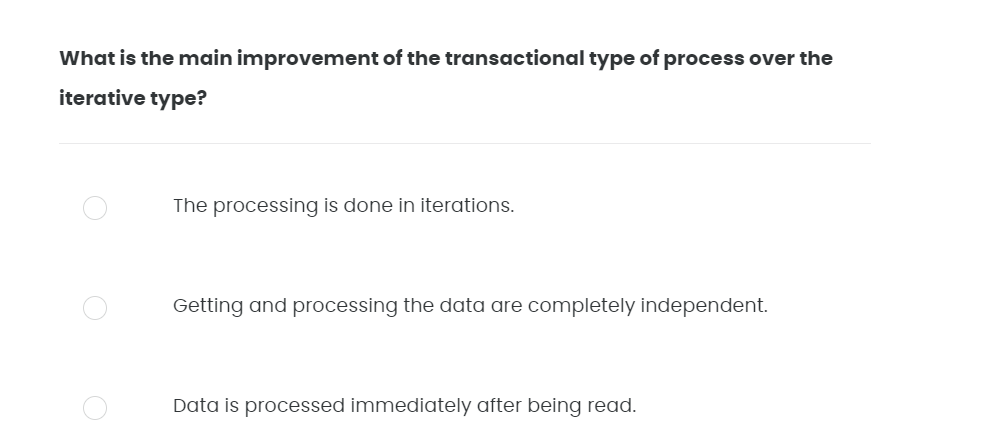 What is the main improvement of the transactional type of process over the
iterative type?
The processing is done in iterations.
Getting and processing the data are completely independent.
Data is processed immediately after being read.